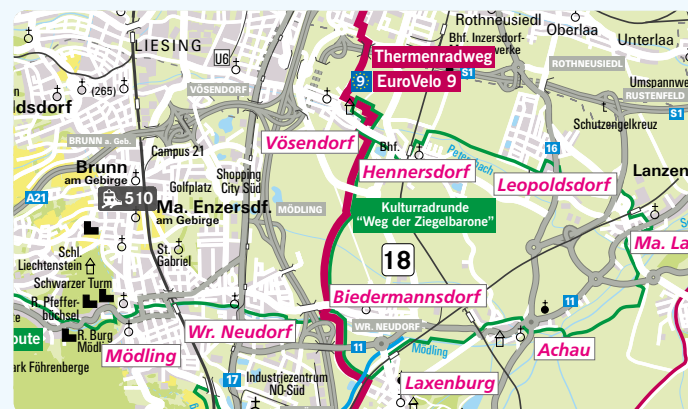 LIESING
U6
Rothneusiedl
Oberlaa
Unterlaa
Bhf. Inzersdorf-
Thermenradweg
9 EuroVelo 9
S1
ROTHNEUSIEDL
Umspannwe
RUSTENFELD
S1
(265)
ldsdorf
VÖSENDORF
Schutzengelkreuz
BRUNN a. Geb.
Campus 21
Vösendorf
Bhf.
Petersbach
16
Hennersdorf
Leopoldsdorf
Lanzen
Brunn
am Gebirge
Shopping
City Süd
Golfplatz
A21
510
Ma. Enzersdf.
am Gebirge
MÖDLING
Kulturradrunde
"Weg der Ziegelbarone"
Ma. La
Schl.
Liechtenstein
St.
Gabriel
18
Schwarzer Turm
R. Pfeffer-
büchsel
Biedermannsdorf
11
R. Burg
Mödl
ute
Wr. Neudorf
WR. NEUDORF
Mödling
11
Mödling
Achau
ark Föhrenberge
17
Industriezentrum
NÖ-Süd
Laxenburg